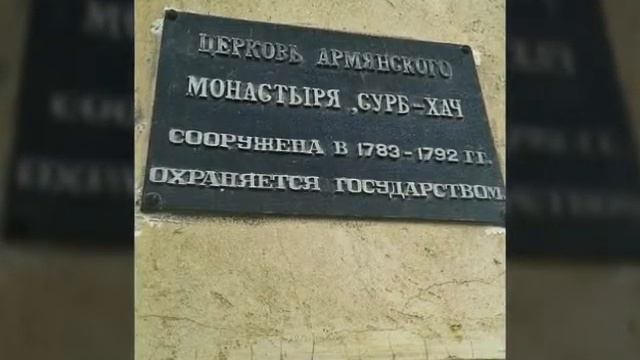 ЦЕРКОВЬ АРМЯНСКОГО
МОНАСТЫРЯ „СУРБ-ХАЧ
СООРУЖЕНА В 1783-1792 ГГ.
ОХРАНЯЕТСЯ ГОСУДАРСТВОМ.